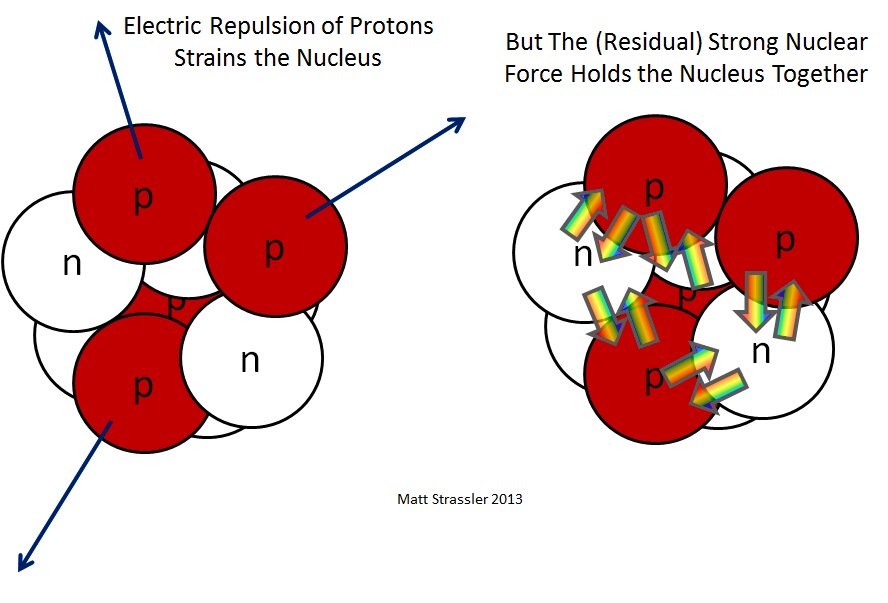 Electric Repulsion of Protons
Strains the Nucleus
But The (Residual) Strong Nuclear
Force Holds the Nucleus Together
p
p
n
p
n
p
p
p
n
p
n
p
Matt Strassler 2013